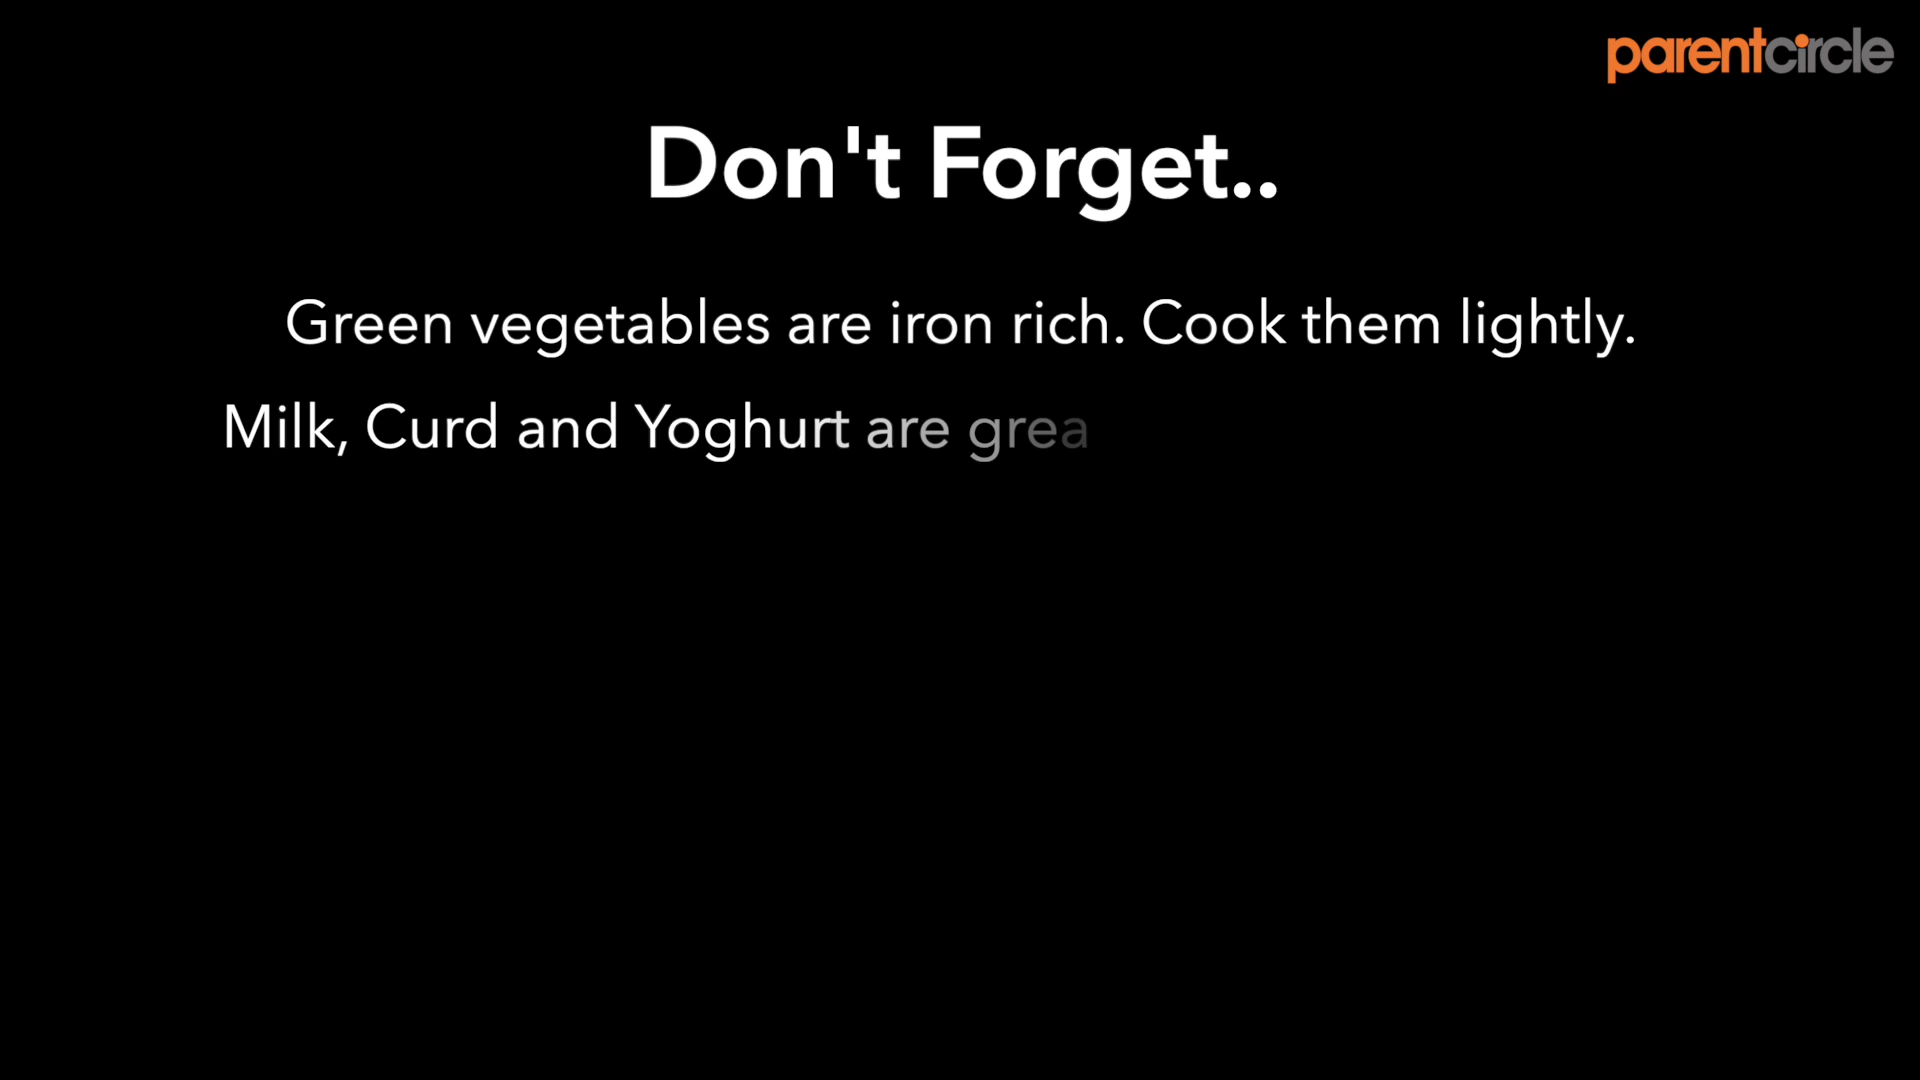 parentcircle
Don't Forget..
Green vegetables are iron rich. Cook them lightly.
Milk, Curd and Yoghurt are grea